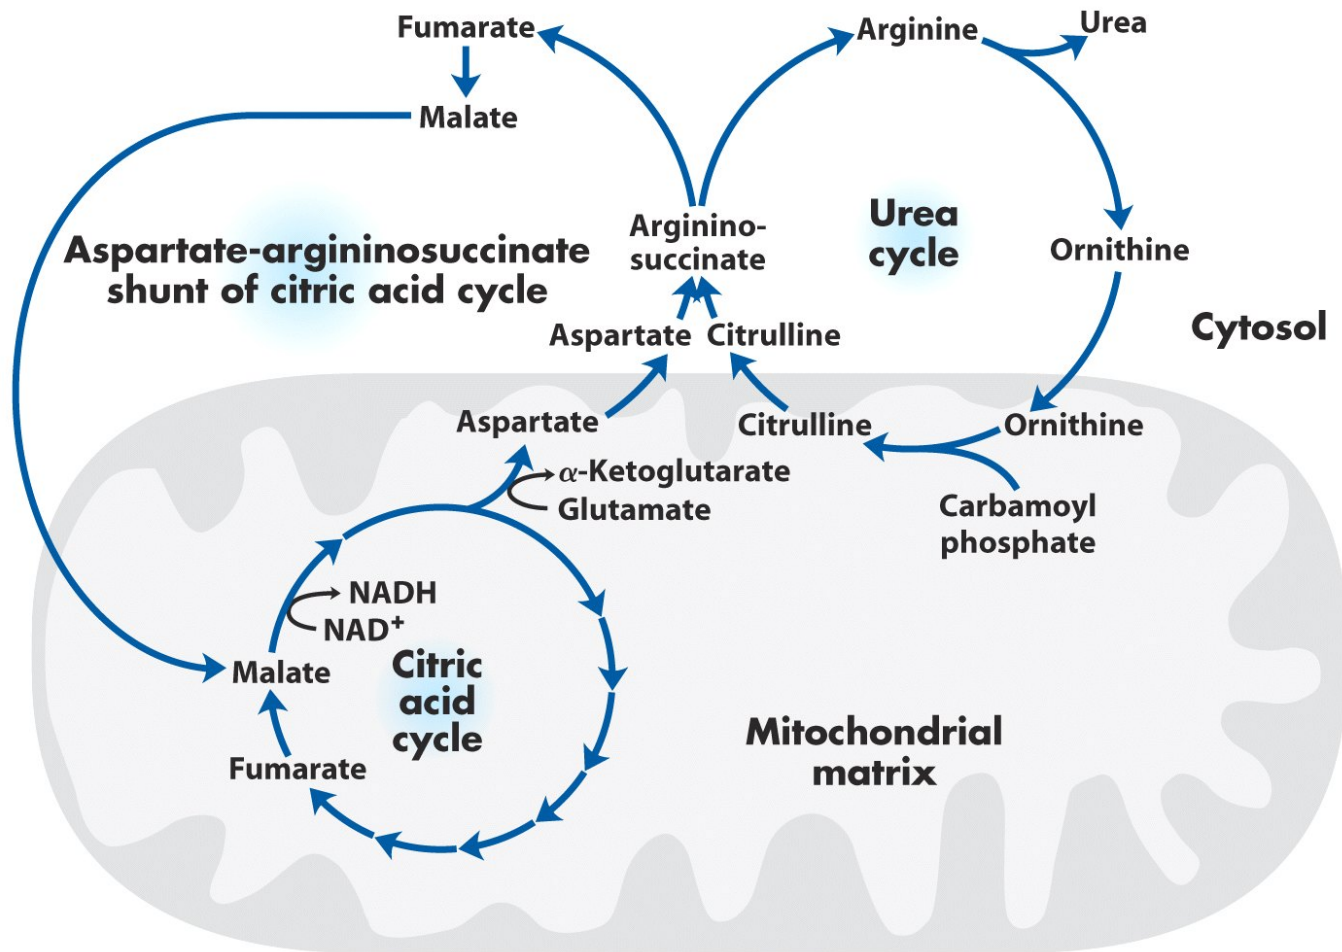 Fumarate
Malate
Arginine
Urea
Aspartate-argininosuccinate
shunt of citric acid cycle
Arginino-
succinate
Urea
cycle
Ornithine
Cytosol
Aspartate
Citrulline
Aspartate
Citrulline
Ornithine
α-Ketoglutarate
Glutamate
Carbamoyl
phosphate
NADH
NAD⁺
Malate
Citric
acid
cycle
Fumarate
Mitochondrial
matrix